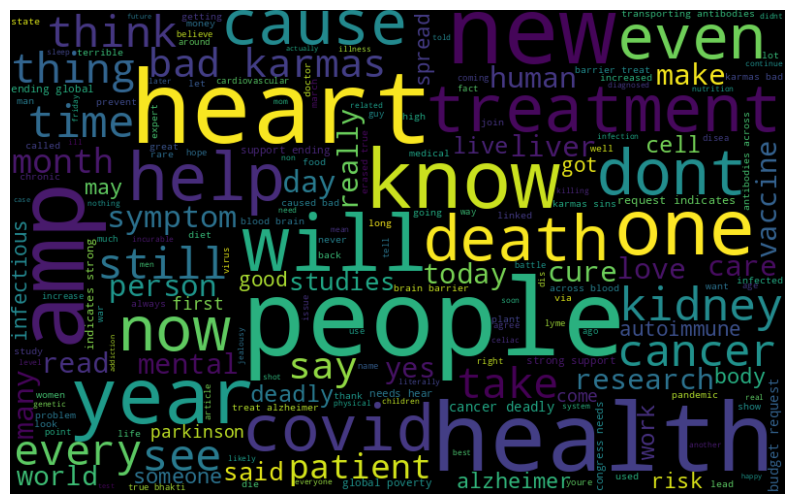 state
future
getting
money
think
believe
around
cause
spread
transporting antibodies
didnt
told
new
even
sleep
actually
illness
barrier treat
lot
continue
thing
terrible
bad karmas
doctor
human
increased
make
karmas bad
ending global
later
let
cardiovascular
coming
fact
nutrition
man
prevent
mom
march
heart
treatment
diagnosed
time
expert
related
guy
high
join
friday
called
support ending
great
really
live
liver
cell
infection
disea
month
rare
hope
non
food
medical
well
antibodies across
chronic
help
day
know
got
dont
killing
case
may
caused bad
request indicates
vaccine
nothing
need
going
way
karmas sins
amp
symptom
blood brain
long
linked
will
death
one
much
diet
mean
never
tell
infectious
incurable
still
back
battle
dis
across blood
want
age
indicates strong
men
virus
good
studies
brain barrier
today
cure
love
care
person
increase
war
always
first
issue
soon
via
infected
people
kidney
study
now
jealousy
use
plant
agree
lyme
ago
autoimmune
addiction
level
read
mental
say
yes
name
celiac
right
strong support
many
year
shot
literally
take
come
cancer
women
article
deadly
thank
needs hear
research
body
genetic
treat alzheimer
physical
children
cancer deadly
system
pandemic
problem
covid
health
work
real
look
congress needs
show
point
life
parkinson
another
every
see
likely
best
youre
budget request
world
someone
said
patient
alzheimer
used
risk
lead
die
everyone
happy
true bhakti
global poverty